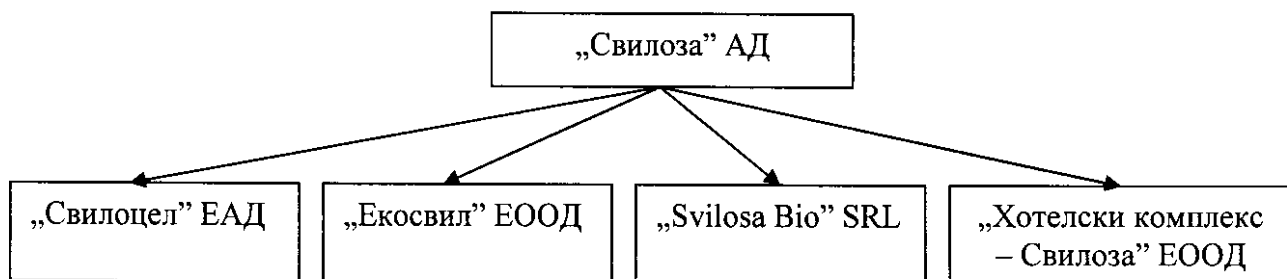 „Свилоза” АД
„Свилоцел” ЕАД
„Екосвил” ЕООД
„Svilosa Bio” SRL
„Хотелски комплекс
– Свилоза” ЕООД